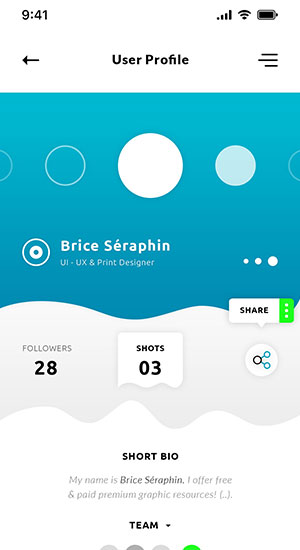 9:41
User Profile
Brice Séraphin
UI - UX & Print Designer
SHARE
FOLLOWERS
28
SHOTS
03
SHORT BIO
My name is Brice Séraphin, I offer free
& paid premium graphic resources! (..).
TEAM